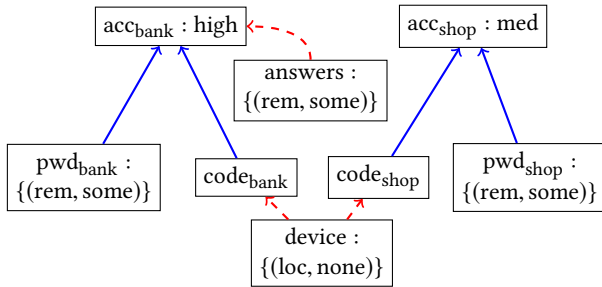 acc_bank : high
acc_shop : med
answers :
{(rem, some)}
pwd_bank :
{(rem, some)}
code_bank
code_shop
pwd_shop :
{(rem, some)}
device :
{(loc, none)}